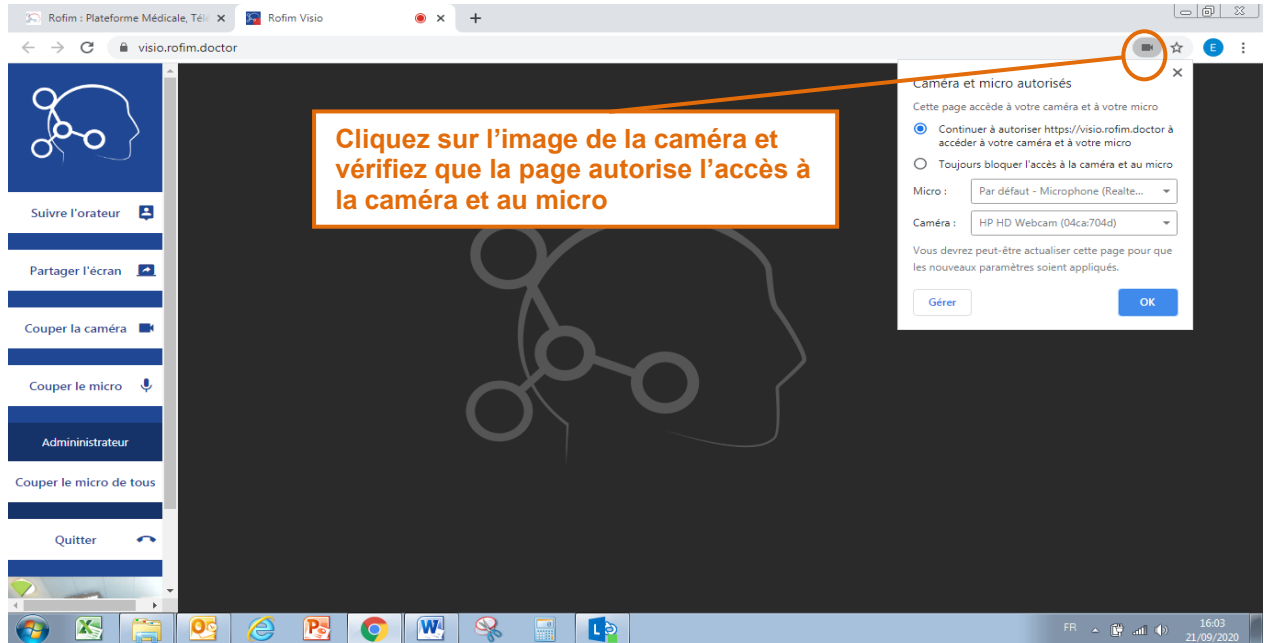 Rofim : Plateforme Médicale, Télé
Rofim Visio
visio.rofim.doctor
E
Caméra et micro autorisés
Cette page accède à votre caméra et à votre micro
Continuer à autoriser https://visio.rofim.doctor à
accéder à votre caméra et à votre micro
Toujours bloquer l'accès à la caméra et au micro
Micro :
Par défaut - Microphone (Realte...
Caméra :
HP HD Webcam (04ca:704d)
Vous devrez peut-être actualiser cette page pour que
les nouveaux paramètres soient appliqués.
Gérer
OK
Cliquez sur l’image de la caméra et
vérifiez que la page autorise l’accès à
la caméra et au micro
Suivre l'orateur
Partager l'écran
Couper la caméra
Couper le micro
Admininistrateur
Couper le micro de tous
Quitter
FR
16:03
21/09/2020